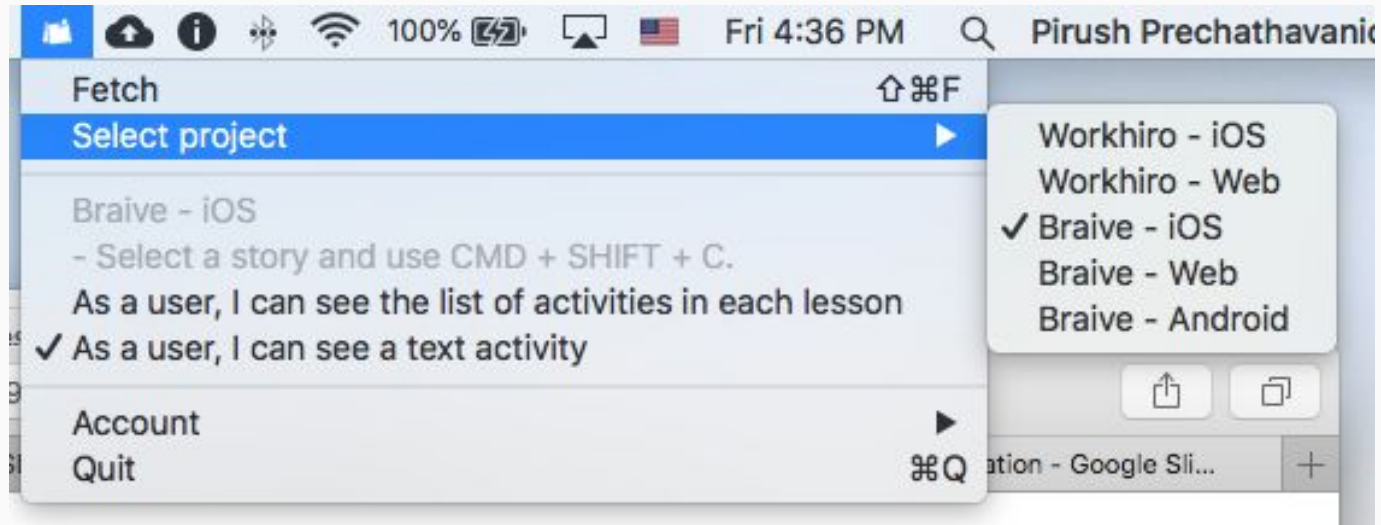 100% Fri 4:36 PM Pirush Prechathavanic
Fetch ⇧⌘F
Select project
Braive - iOS
- Select a story and use CMD + SHIFT + C.
As a user, I can see the list of activities in each lesson
As a user, I can see a text activity
Account
Quit ⌘Q
Workhiro - iOS
Workhiro - Web
Braive - iOS
Braive - Web
Braive - Android
ation - Google Sli...